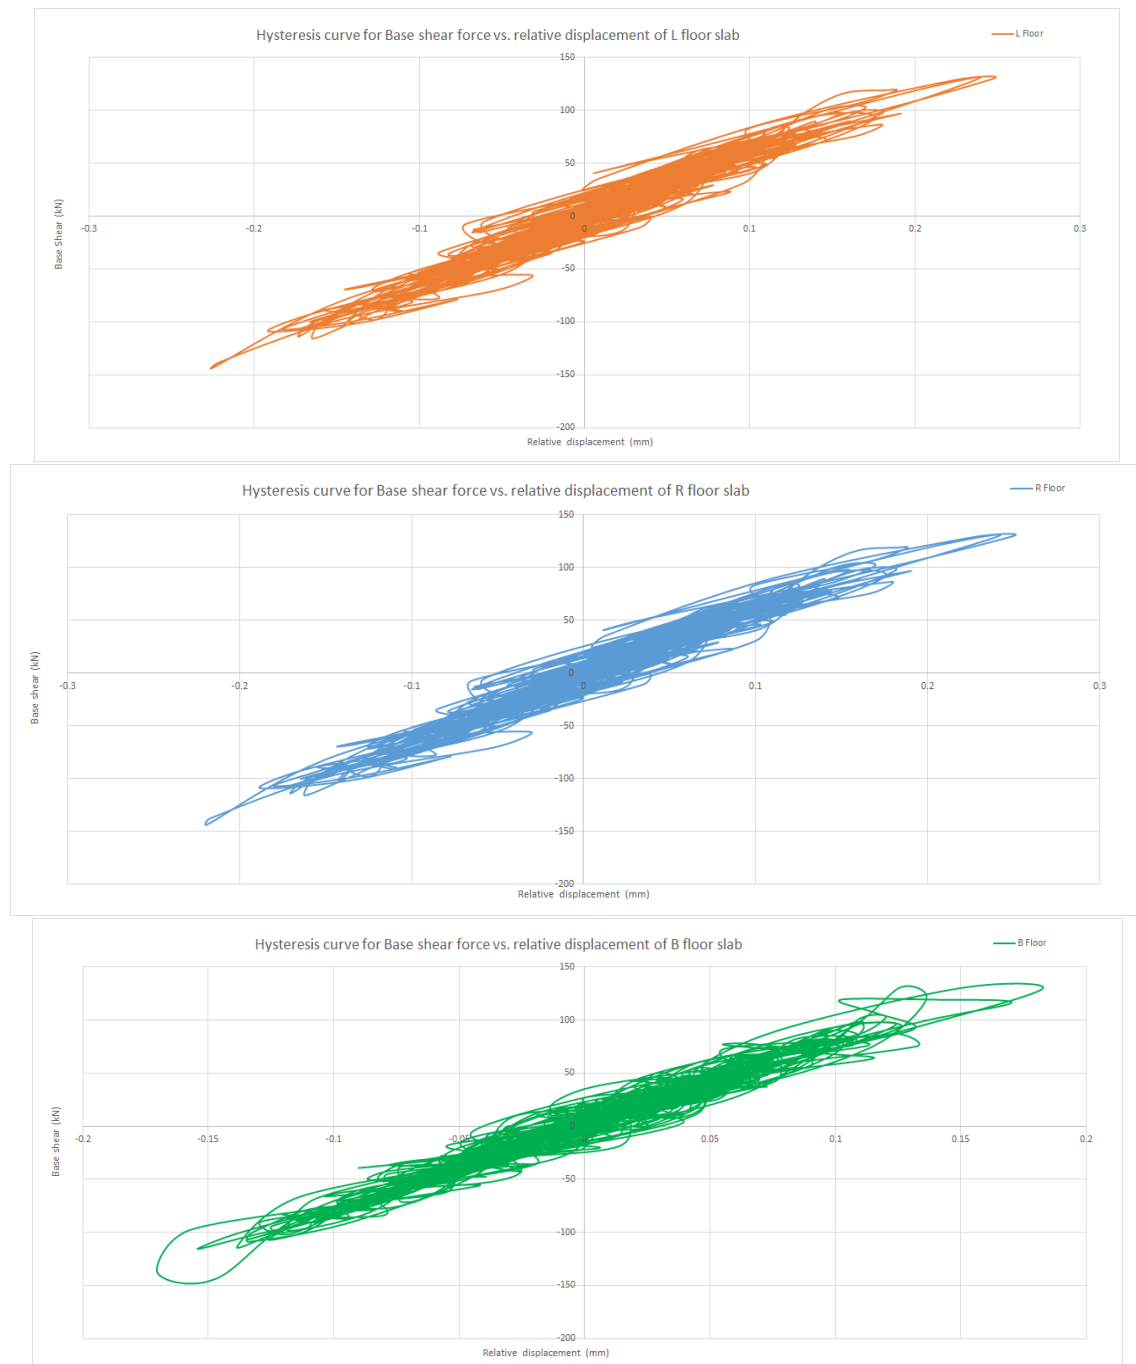 Hysteresis curve for Base shear force vs. relative displacement of L floor slab
L Floor
150
100
50
0
-0.3 -0.2 -0.1 0 0.1 0.2 0.3
-50
-100
-150
-200
Base Shear (kN)
Relative displacement (mm)
Hysteresis curve for Base shear force vs. relative displacement of R floor slab
R Floor
150
100
50
0
-0.3 -0.2 -0.1 0 0.1 0.2 0.3
-50
-100
-150
-200
Base shear (kN)
Relative displacement (mm)
Hysteresis curve for Base shear force vs. relative displacement of B floor slab
B Floor
150
100
50
0
-0.2 -0.15 -0.1 -0.05 0 0.05 0.1 0.15 0.2
-50
-100
-150
-200
Base shear (kN)
Relative displacement (mm)